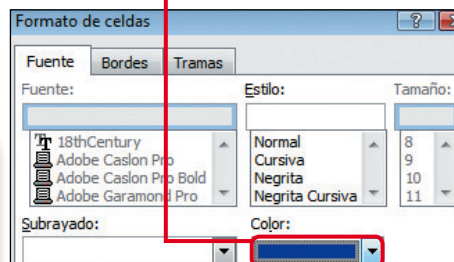 Formato de celdas
Fuente Bordes Tramas
Fuente: Estilo: Tamaño:
18thCentury Normal 8
Adobe Caslon Pro Cursiva 9
Adobe Caslon Pro Bold Negrita 10
Adobe Garamond Pro Negrita Cursiva 11
Subrayado: Color: